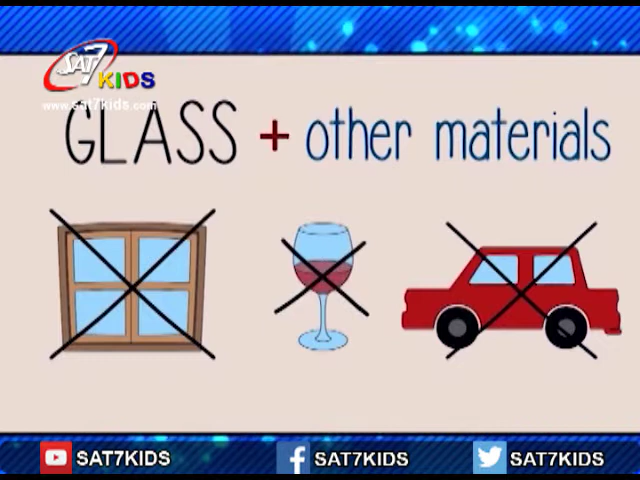 SAT7
KIDS
www.sat7kids.com
GLASS + other materials
SAT7KIDS
SAT7KIDS
SAT7KIDS